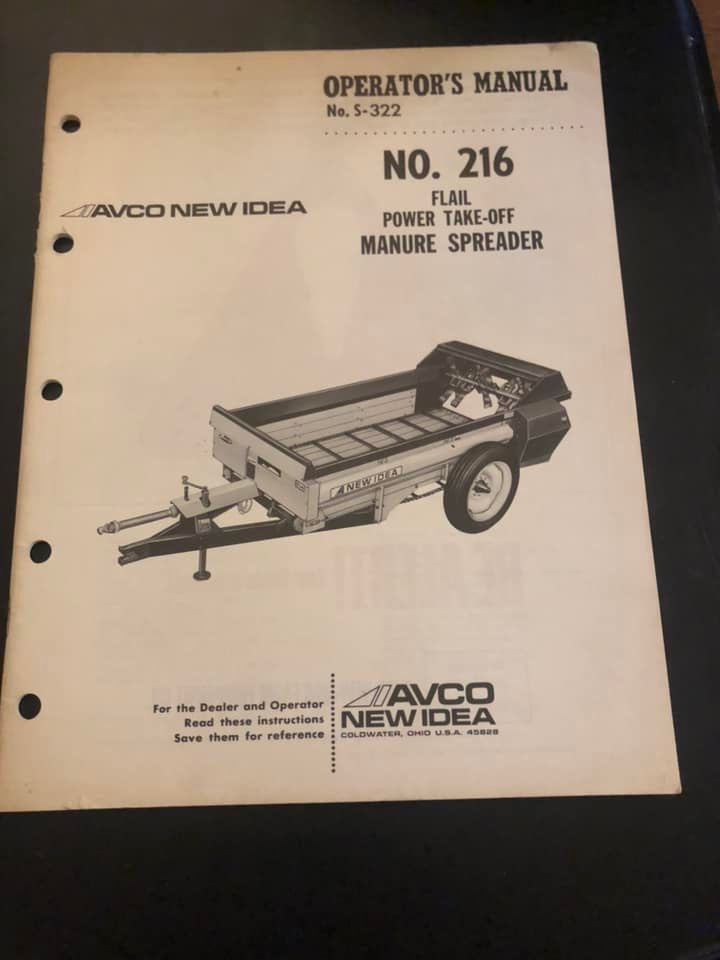 OPERATOR'S MANUAL
No. S-322
NO. 216
FLAIL
POWER TAKE-OFF
MANURE SPREADER
AVCO NEW IDEA
NEW IDEA
For the Dealer and Operator
Read these instructions
Save them for reference
AVCO
NEW IDEA
COLDWATER, OHIO U.S.A. 45828